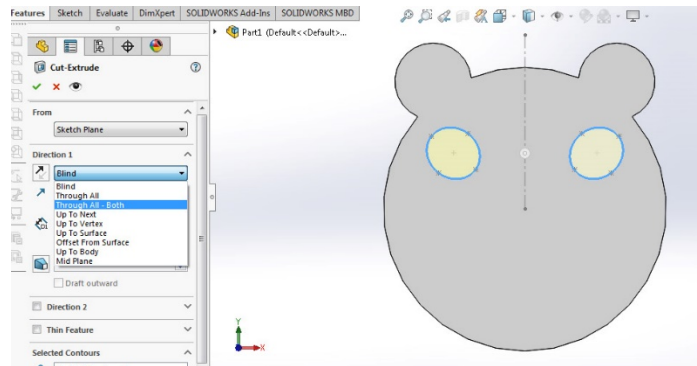 Features Sketch Evaluate DimXpert SOLIDWORKS Add-Ins SOLIDWORKS MBD
Part1 (Default<<Default>...
Cut-Extrude
From
Sketch Plane
Direction 1
Blind
Blind
Through All
Through All - Both
Up To Next
Up To Vertex
Up To Surface
Offset From Surface
Up To Body
Mid Plane
Draft outward
Direction 2
Thin Feature
Selected Contours
Y
X